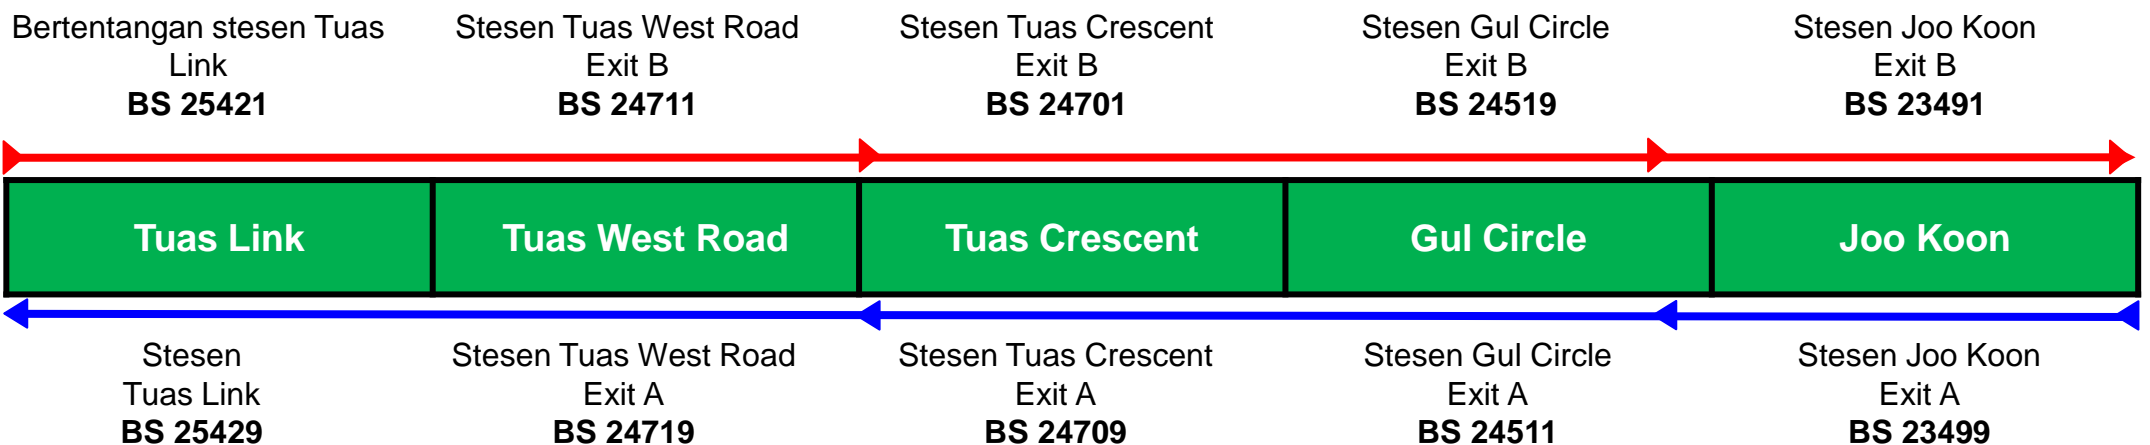 Bertentangan stesen Tuas
Link
BS 25421
Stesen Tuas West Road
Exit B
BS 24711
Stesen Tuas Crescent
Exit B
BS 24701
Stesen Gul Circle
Exit B
BS 24519
Stesen Joo Koon
Exit B
BS 23491
Tuas Link
Tuas West Road
Tuas Crescent
Gul Circle
Joo Koon
Stesen
Tuas Link
BS 25429
Stesen Tuas West Road
Exit A
BS 24719
Stesen Tuas Crescent
Exit A
BS 24709
Stesen Gul Circle
Exit A
BS 24511
Stesen Joo Koon
Exit A
BS 23499